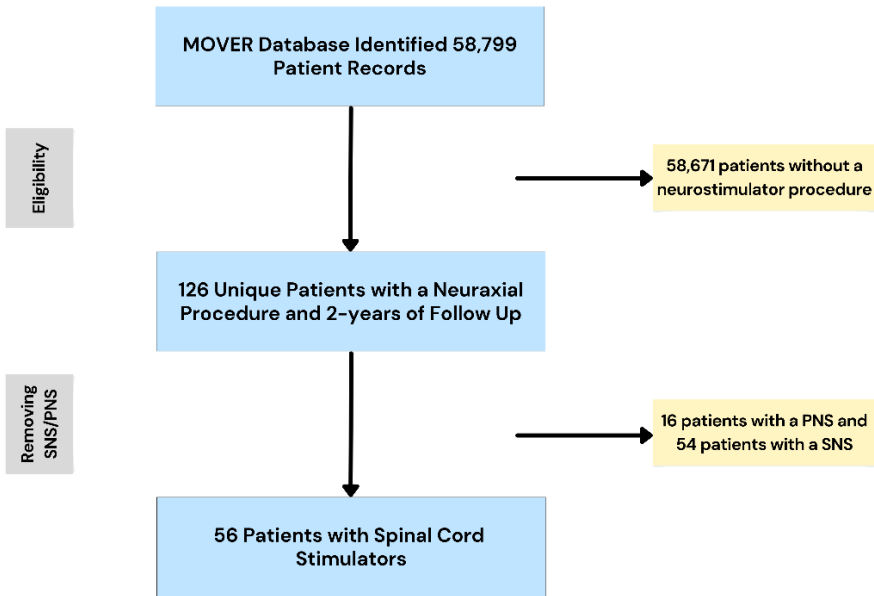 MOVER Database Identified 58,799
Patient Records
Eligibility
58,671 patients without a
neurostimulator procedure
126 Unique Patients with a Neuraxial
Procedure and 2-years of Follow Up
Removing
SNS/PNS
16 patients with a PNS and
54 patients with a SNS
56 Patients with Spinal Cord
Stimulators